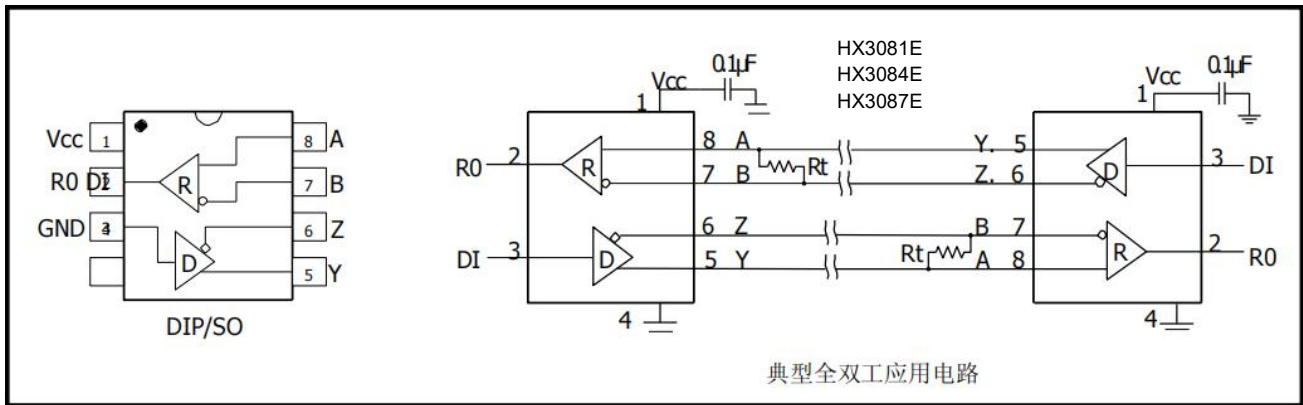 HX3081E
HX3084E
HX3087E
Vcc 1
R0 DI 2
GND 4
8 A
7 B
6 Z
5 Y
R
D
DIP/SO
Vcc 0.1μF
1
R0 2
DI 3
R
D
8 A
7 B
6 Z
5 Y
4
Rt
Rt
Y. 5
Z. 6
B 7
A 8
Vcc 0.1μF
1
D
R
3 DI
2 R0
4
典型全双工应用电路